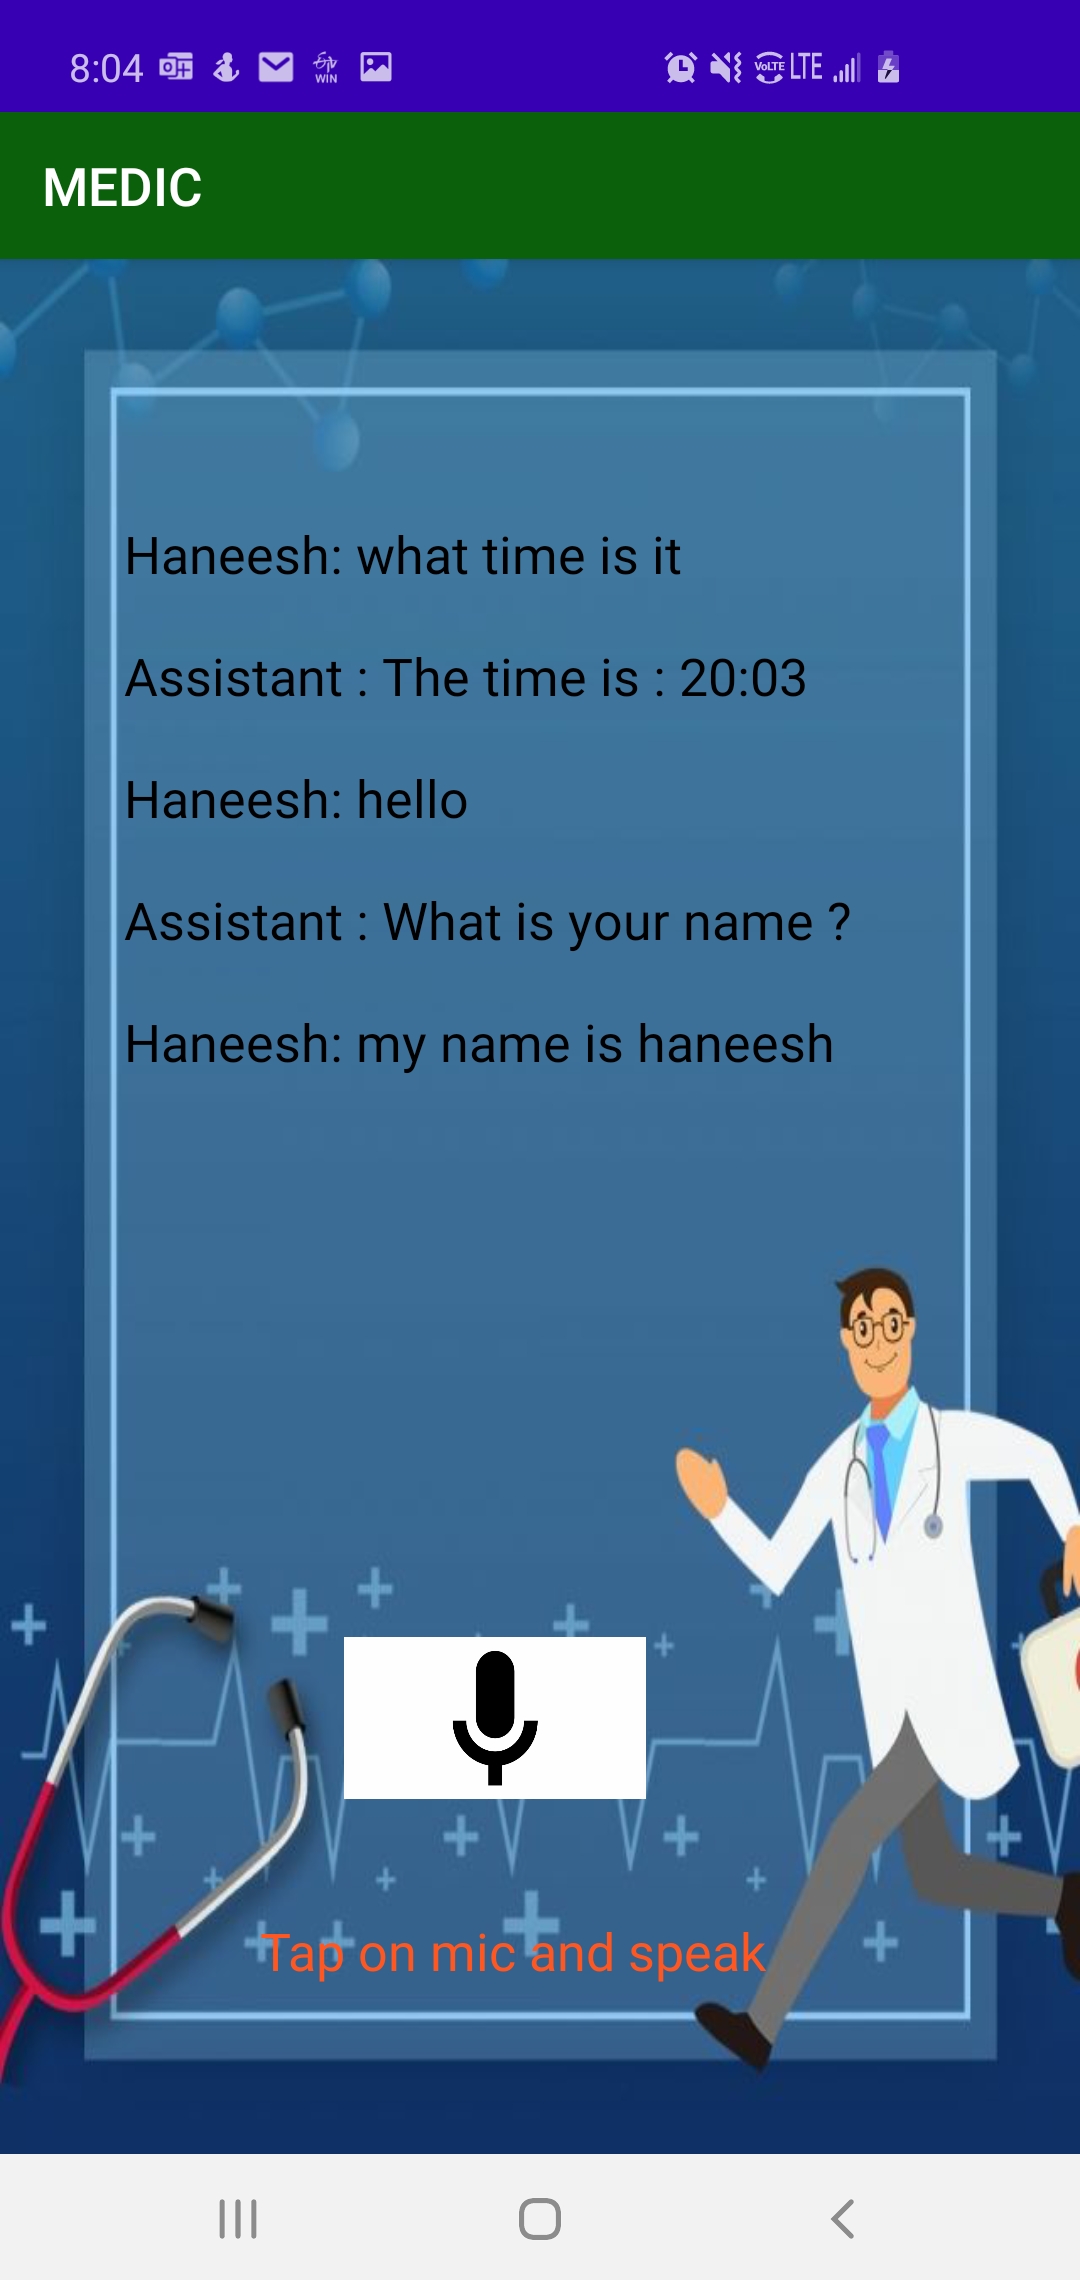 8:04 WIN VoLTE LTE
MEDIC
Haneesh: what time is it
Assistant : The time is : 20:03
Haneesh: hello
Assistant : What is your name ?
Haneesh: my name is haneesh
Tap on mic and speak